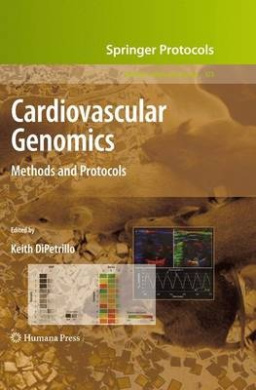 Springer Protocols
Cardiovascular
Genomics
Methods and Protocols
Edited by
Keith DiPetrillo
Humana Press